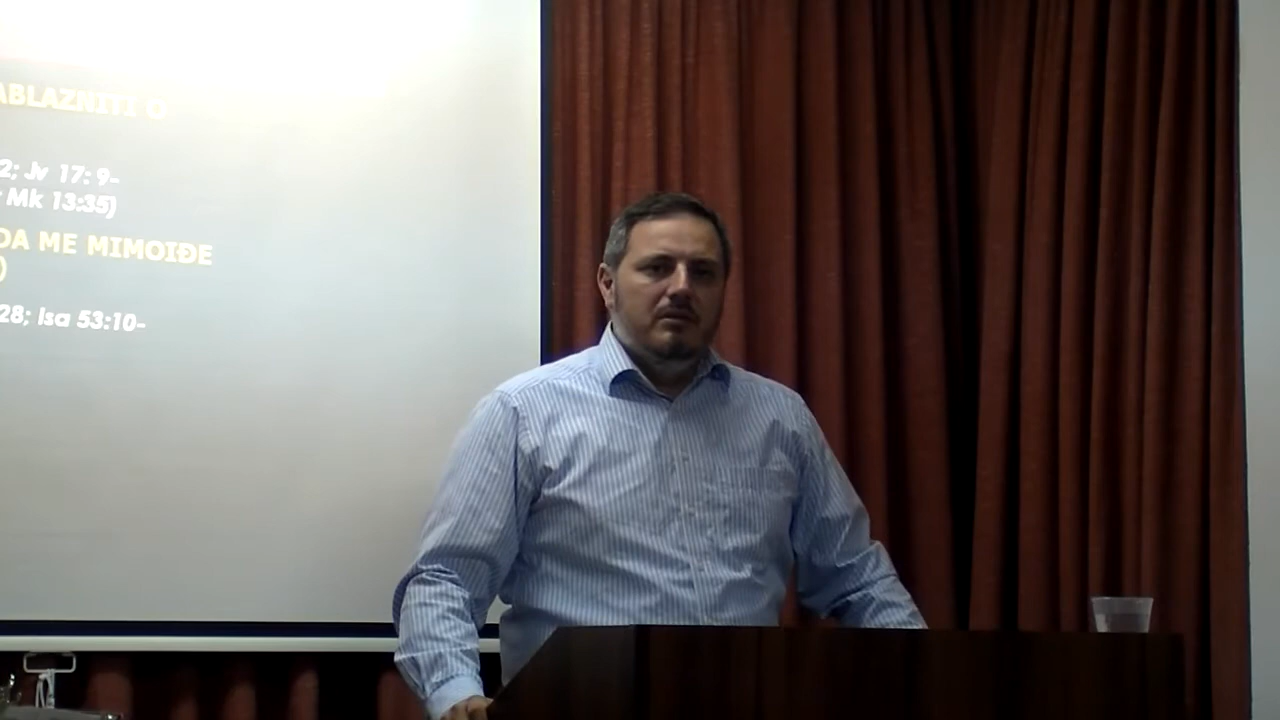 ABLAZNITI U
2; Jv 17: 9-
Mk 13:35)
DA ME MIMOIĐE
)
28; Isa 53:10-